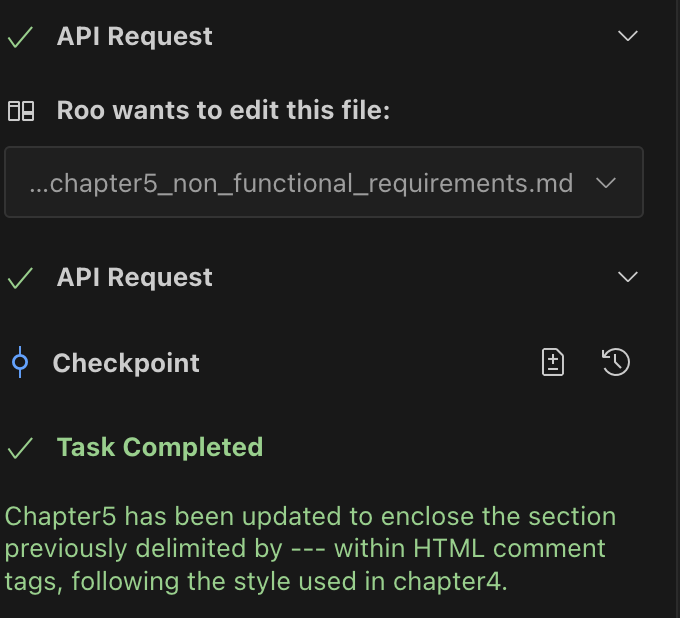 API Request
Roo wants to edit this file:
...chapter5_non_functional_requirements.md
API Request
Checkpoint
Task Completed
Chapter5 has been updated to enclose the section
previously delimited by --- within HTML comment
tags, following the style used in chapter4.